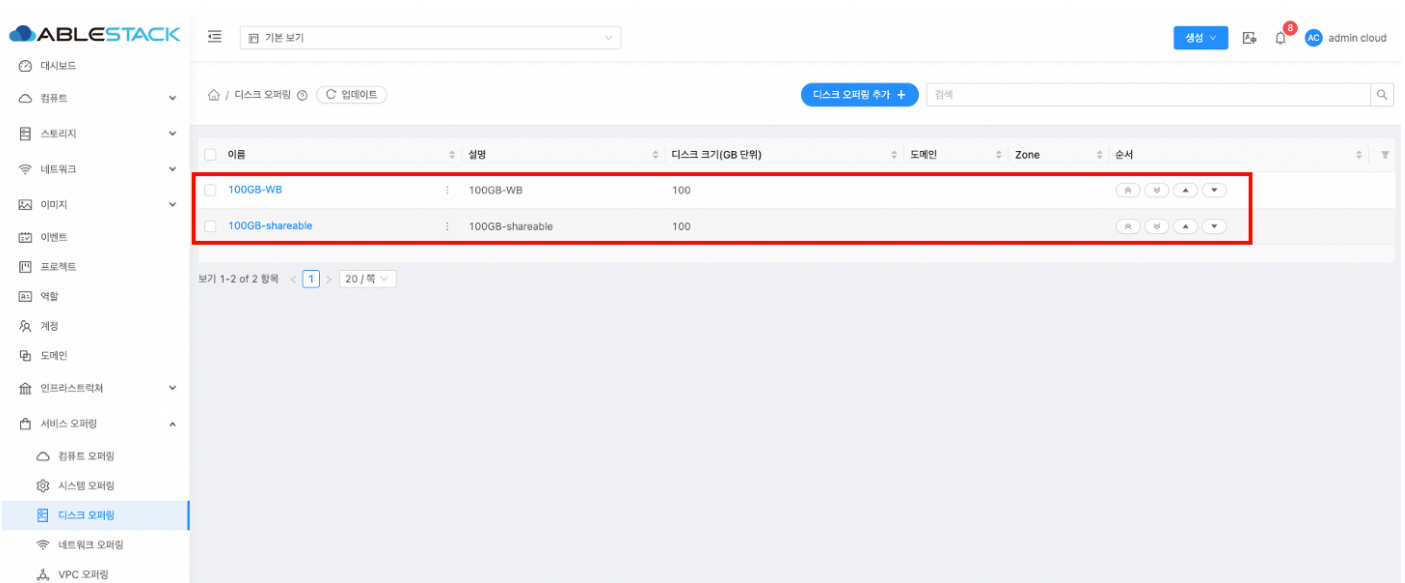 ABLESTACK
기본 보기
생성
8
AC admin cloud
대시보드
컴퓨트
스토리지
네트워크
이미지
이벤트
프로젝트
역할
계정
도메인
인프라스트럭쳐
서비스 오퍼링
컴퓨트 오퍼링
시스템 오퍼링
디스크 오퍼링
네트워크 오퍼링
VPC 오퍼링
/ 디스크 오퍼링 업데이트
디스크 오퍼링 추가 +
검색
이름 설명 디스크 크기(GB 단위) 도메인 Zone 순서
100GB-WB 100GB-WB 100
100GB-shareable 100GB-shareable 100
보기 1-2 of 2 항목 < 1 > 20 / 쪽